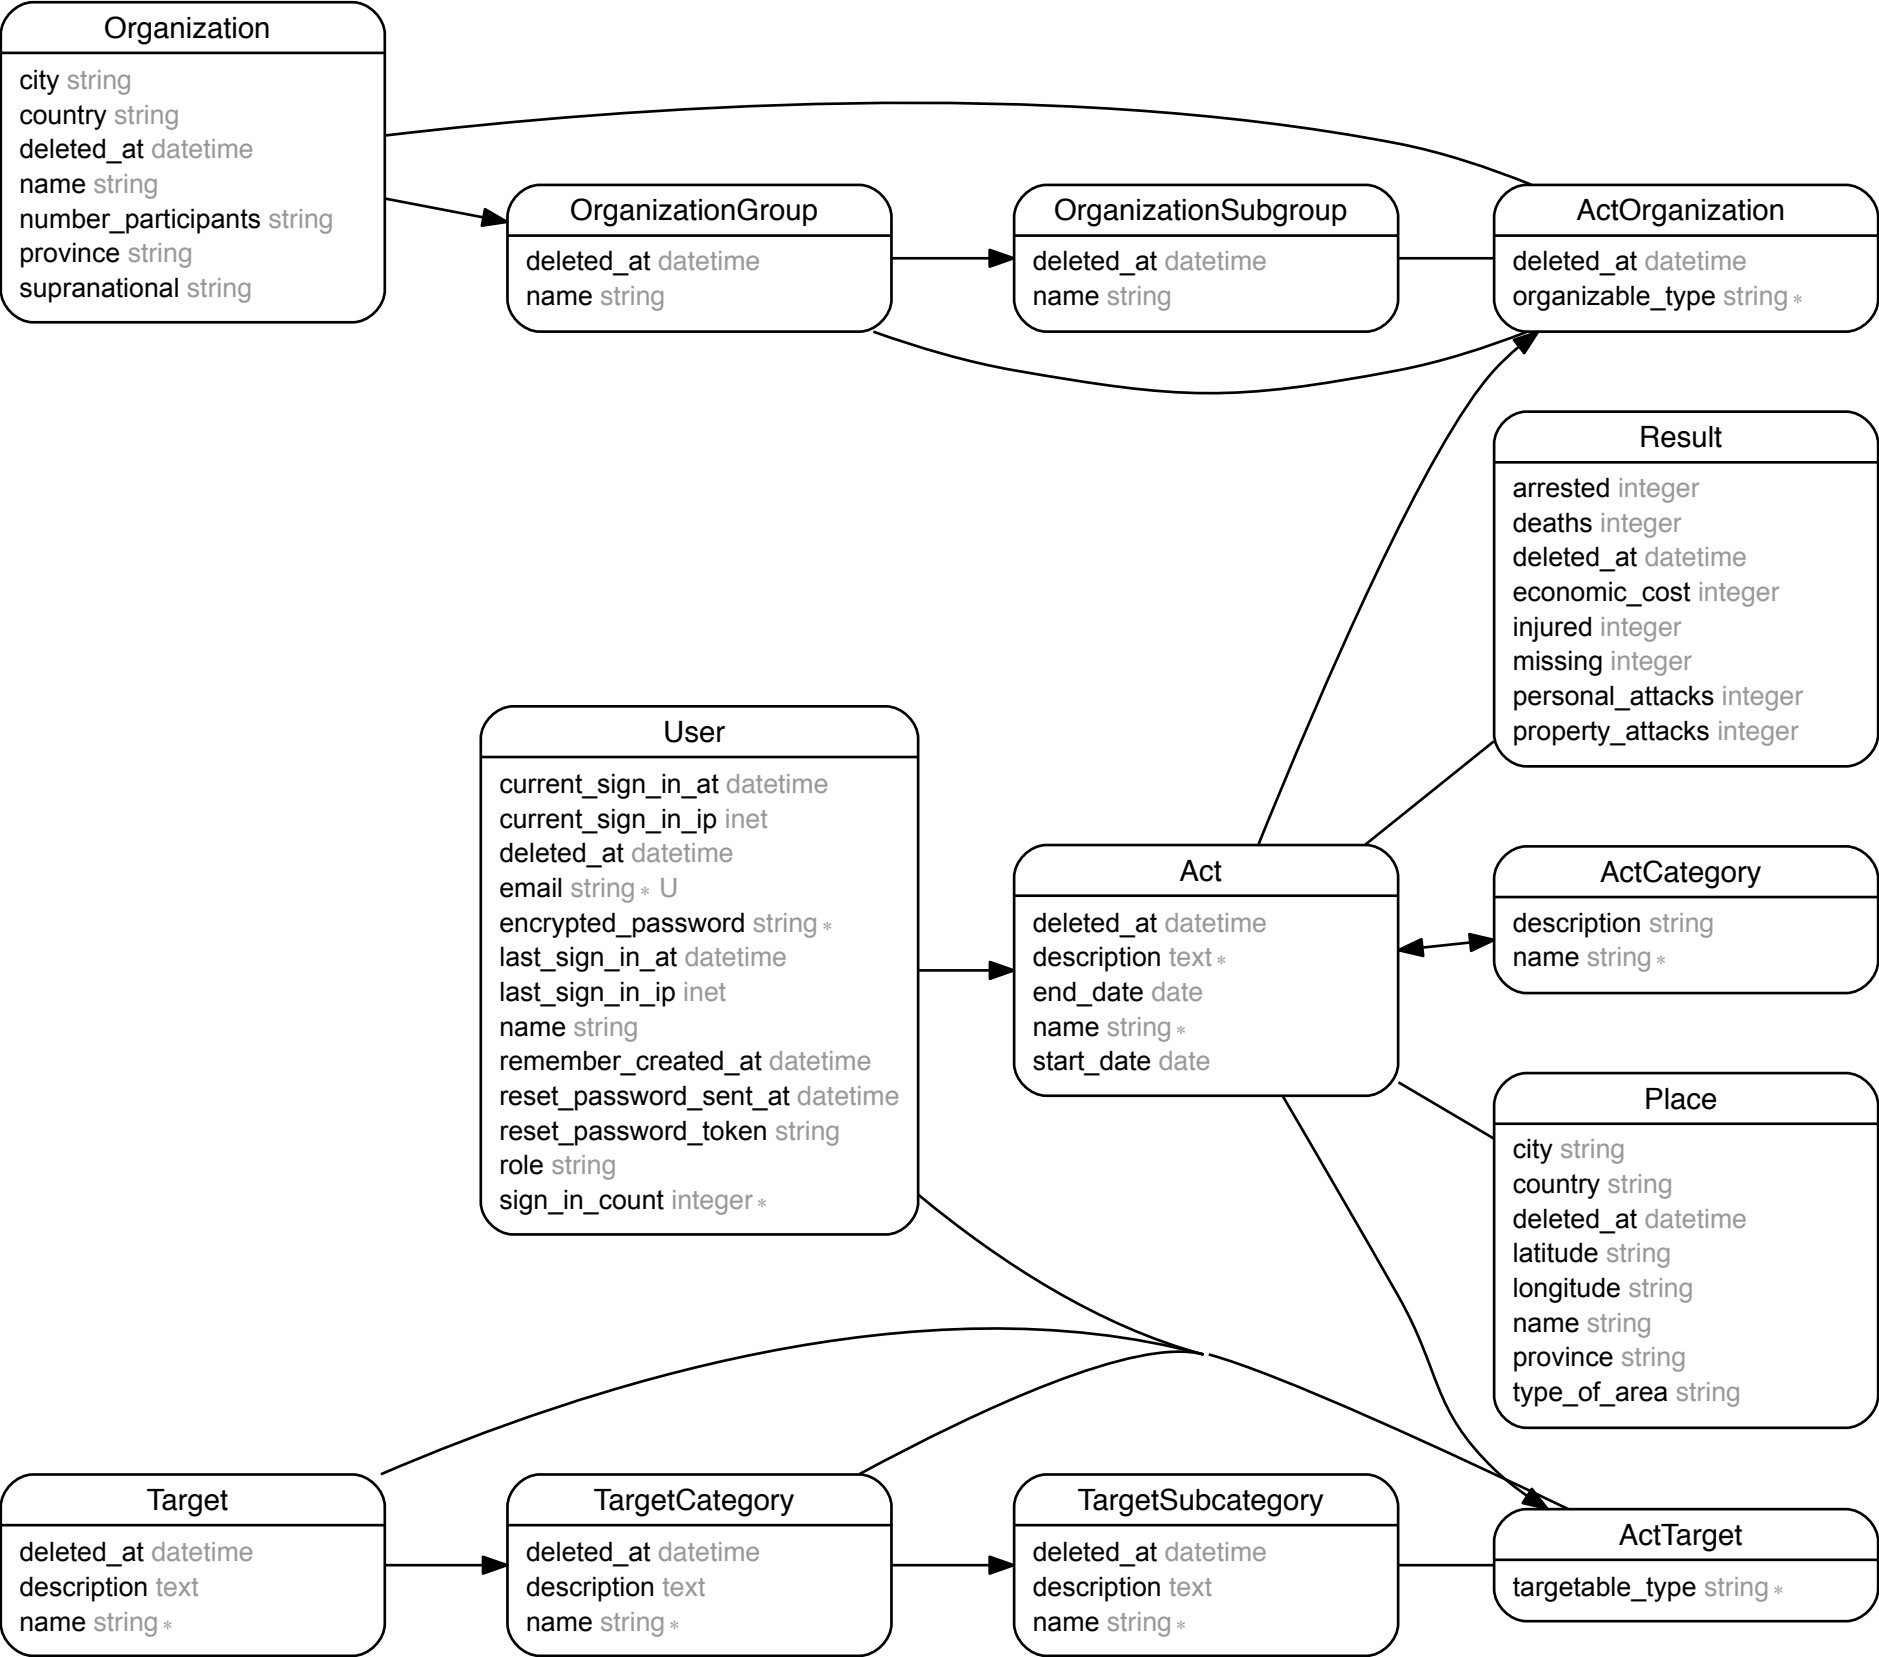 Organization
city string
country string
deleted_at datetime
name string
number_participants string
province string
supranational string
OrganizationGroup
deleted_at datetime
name string
OrganizationSubgroup
deleted_at datetime
name string
ActOrganization
deleted_at datetime
organizable_type string *
Result
arrested integer
deaths integer
deleted_at datetime
economic_cost integer
injured integer
missing integer
personal_attacks integer
property_attacks integer
User
current_sign_in_at datetime
current_sign_in_ip inet
deleted_at datetime
email string * U
encrypted_password string *
last_sign_in_at datetime
last_sign_in_ip inet
name string
remember_created_at datetime
reset_password_sent_at datetime
reset_password_token string
role string
sign_in_count integer *
Act
deleted_at datetime
description text *
end_date date
name string *
start_date date
ActCategory
description string
name string *
Place
city string
country string
deleted_at datetime
latitude string
longitude string
name string
province string
type_of_area string
Target
deleted_at datetime
description text
name string *
TargetCategory
deleted_at datetime
description text
name string *
TargetSubcategory
deleted_at datetime
description text
name string *
ActTarget
targetable_type string *